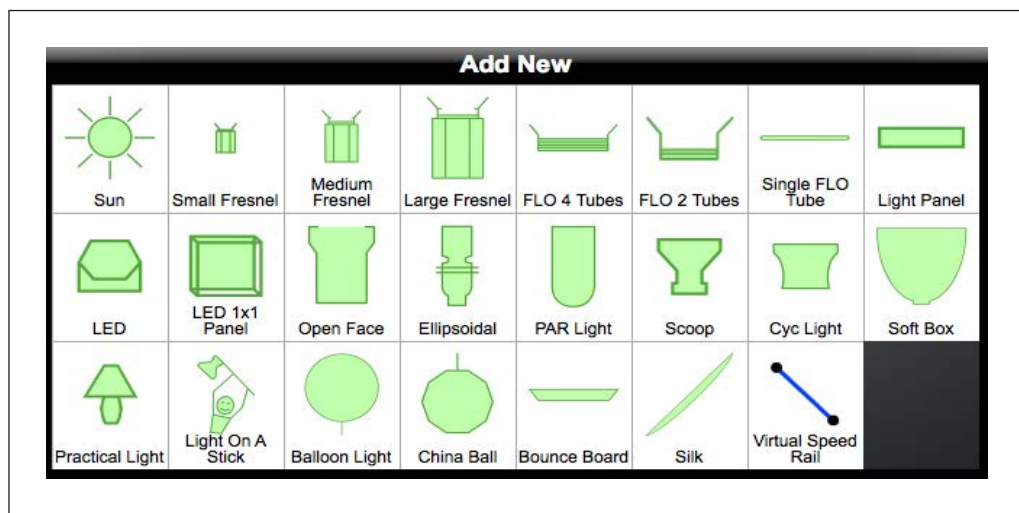 Add New
Sun
Small Fresnel
Medium
Fresnel
Large Fresnel
FLO 4 Tubes
FLO 2 Tubes
Single FLO
Tube
Light Panel
LED
LED 1x1
Panel
Open Face
Ellipsoidal
PAR Light
Scoop
Cyc Light
Soft Box
Practical Light
Light On A
Stick
Balloon Light
China Ball
Bounce Board
Silk
Virtual Speed
Rail